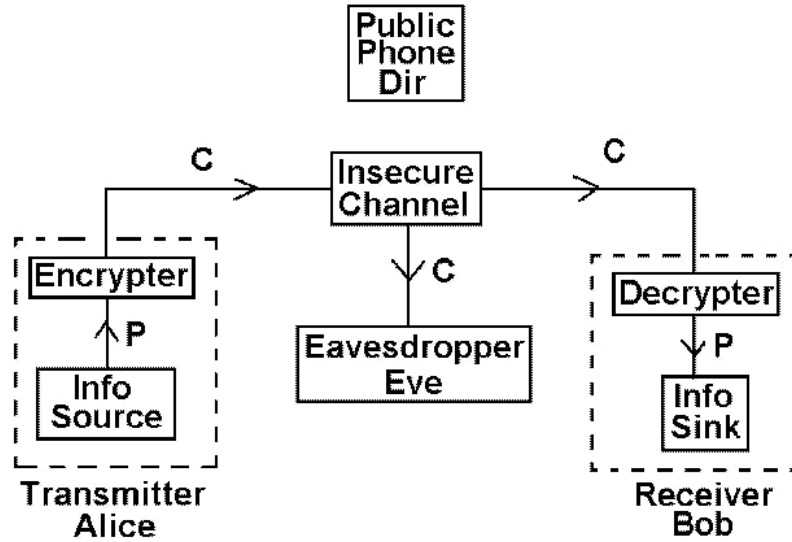 Public
Phone
Dir
C
Insecure
Channel
C
C
Encrypter
P
Info
Source
Transmitter
Alice
Eavesdropper
Eve
Decrypter
P
Info
Sink
Receiver
Bob